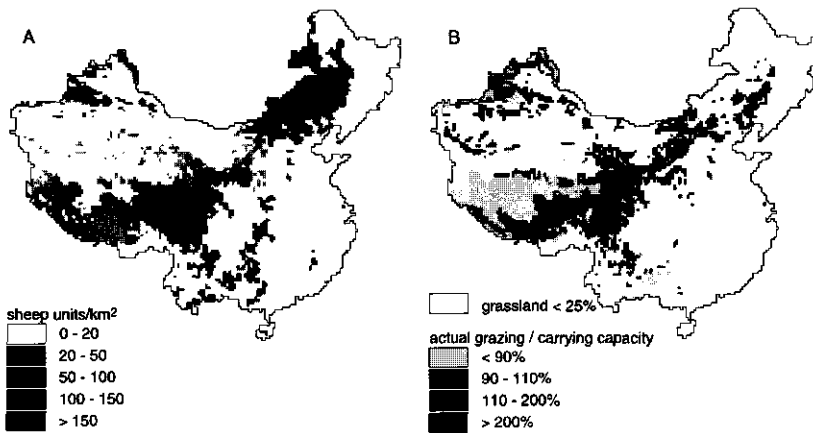 A
sheep units/km²
0 - 20
20 - 50
50 - 100
100 - 150
> 150
B
grassland < 25%
actual grazing / carrying capacity
< 90%
90 - 110%
110 - 200%
> 200%